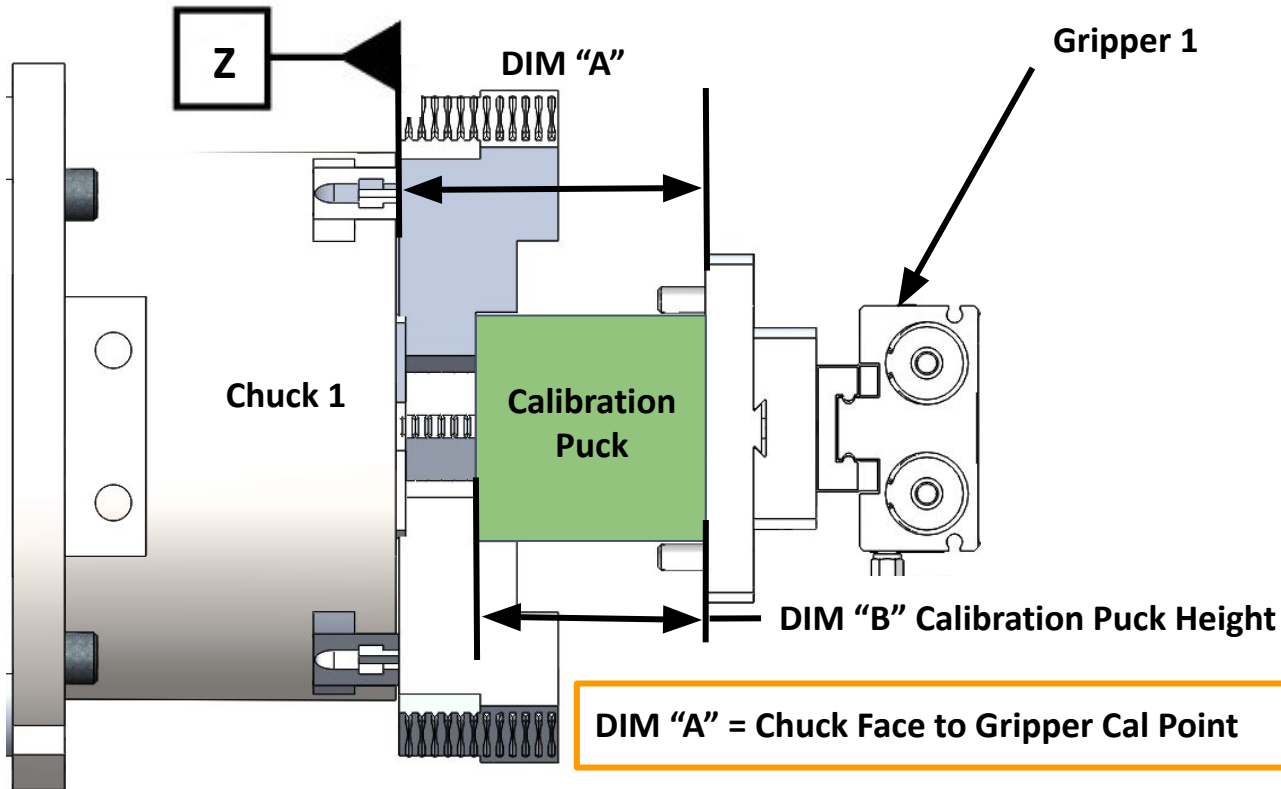 Z
DIM “A”
Gripper 1
Chuck 1
Calibration
Puck
DIM “B” Calibration Puck Height
DIM “A” = Chuck Face to Gripper Cal Point